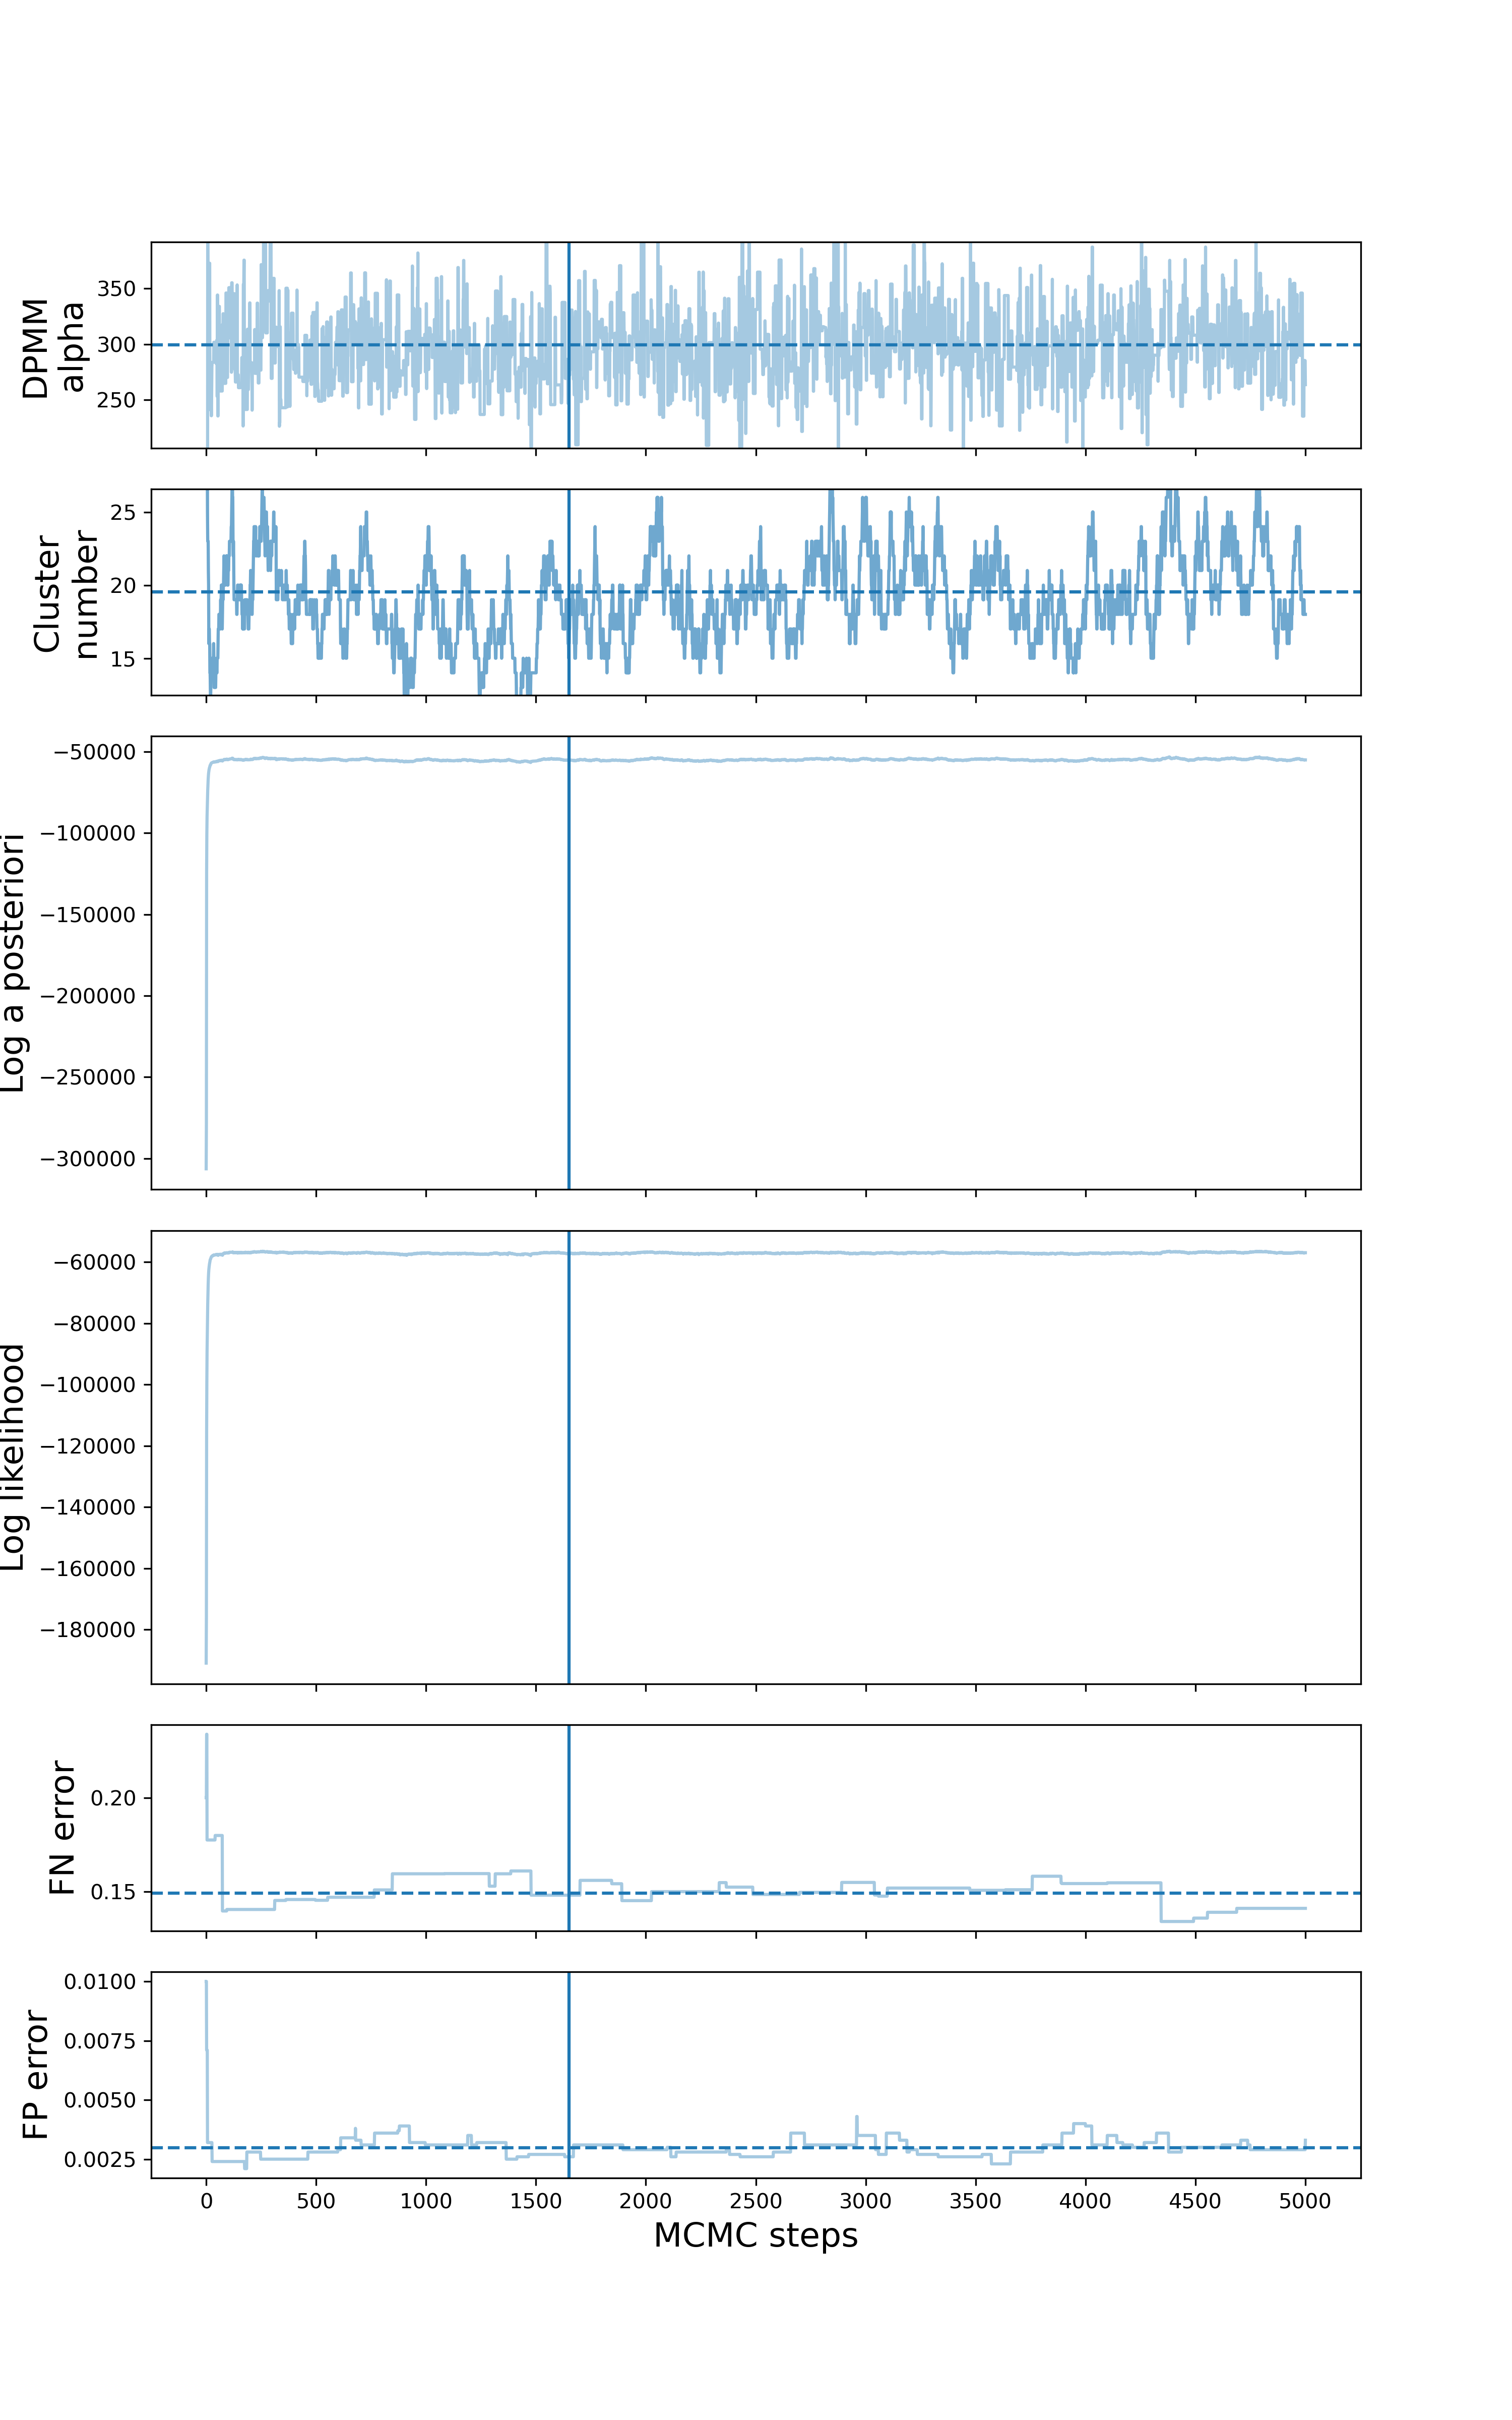 DPMM
alpha
350
300
250
Cluster
number
25
20
15
Log a posteriori
−50000
−100000
−150000
−200000
−250000
−300000
Log likelihood
−60000
−80000
−100000
−120000
−140000
−160000
−180000
FN error
0.20
0.15
FP error
0.0100
0.0075
0.0050
0.0025
0 500 1000 1500 2000 2500 3000 3500 4000 4500 5000
MCMC steps